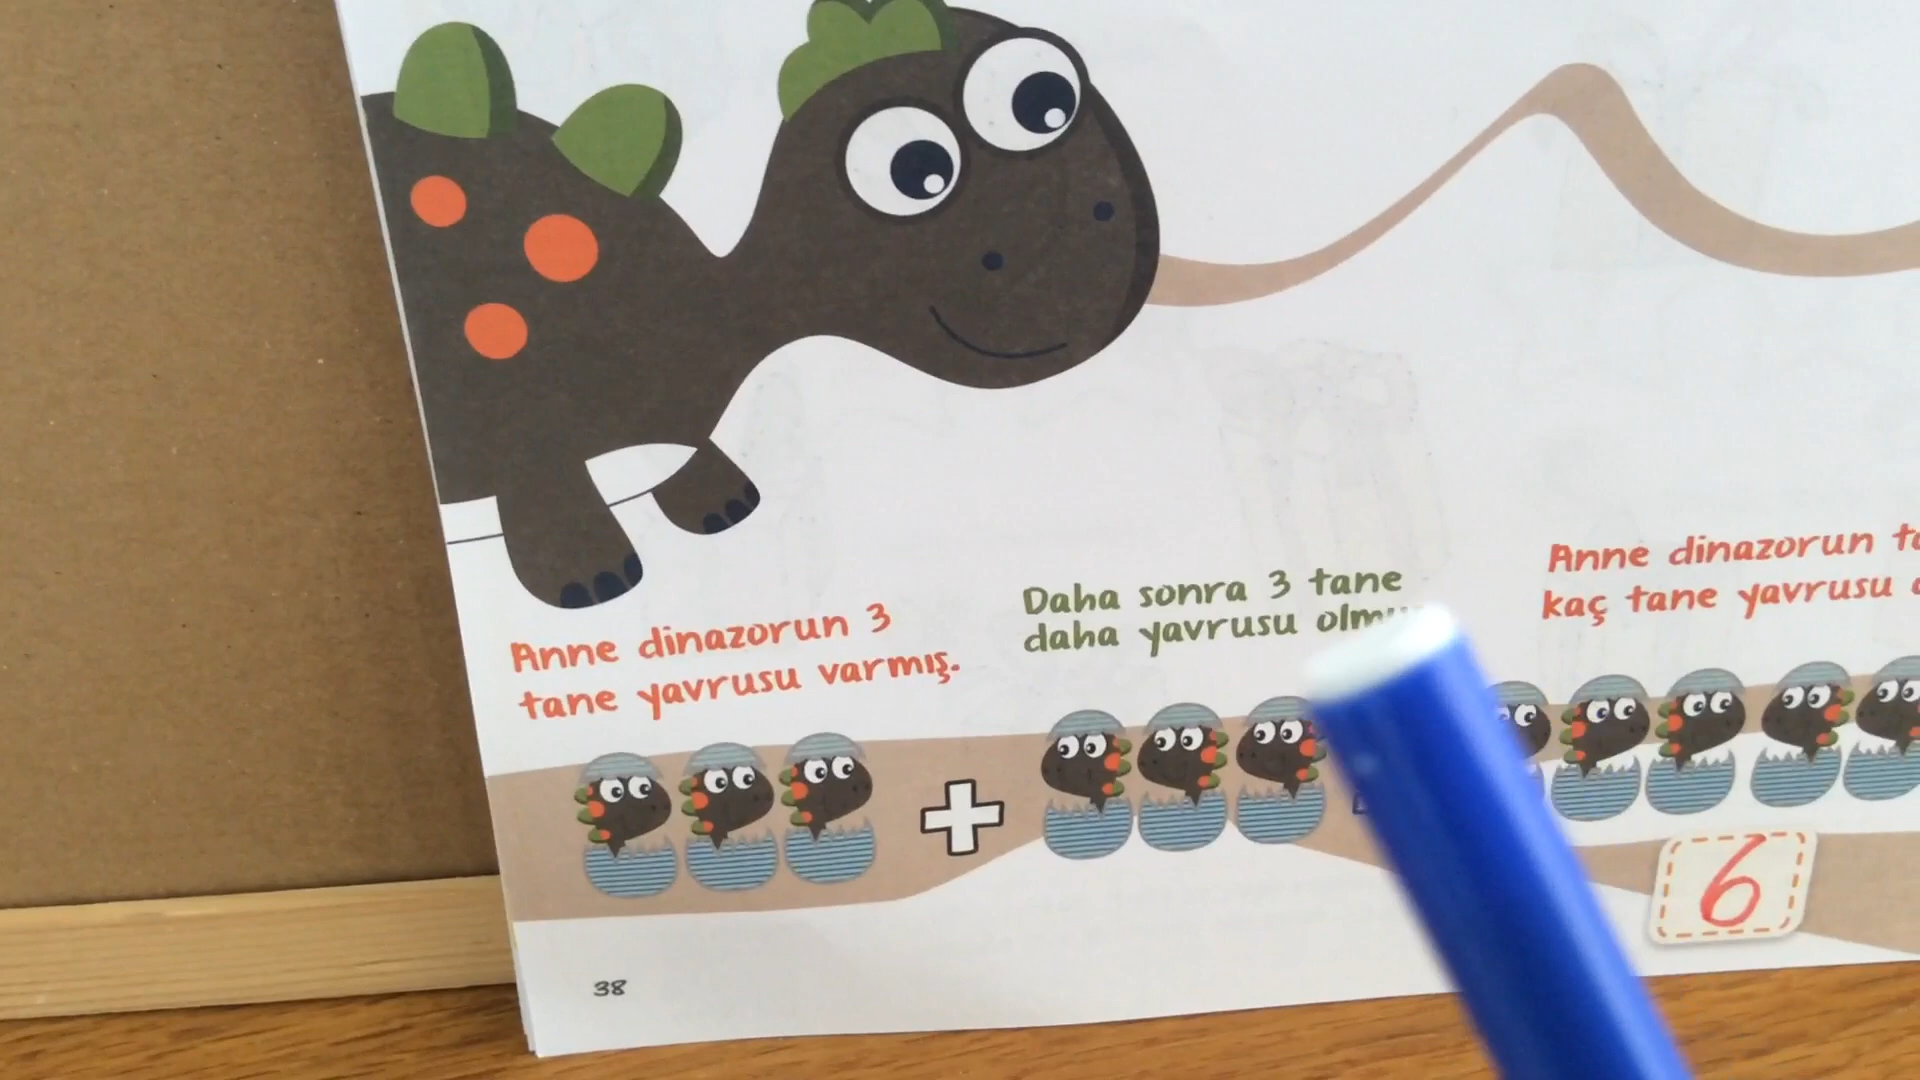 Anne dinazorun 3
tane yavrusu varmış.
Daha sonra 3 tane
daha yavrusu
Anne dinazorun
kaç tane yavrusu
6
38